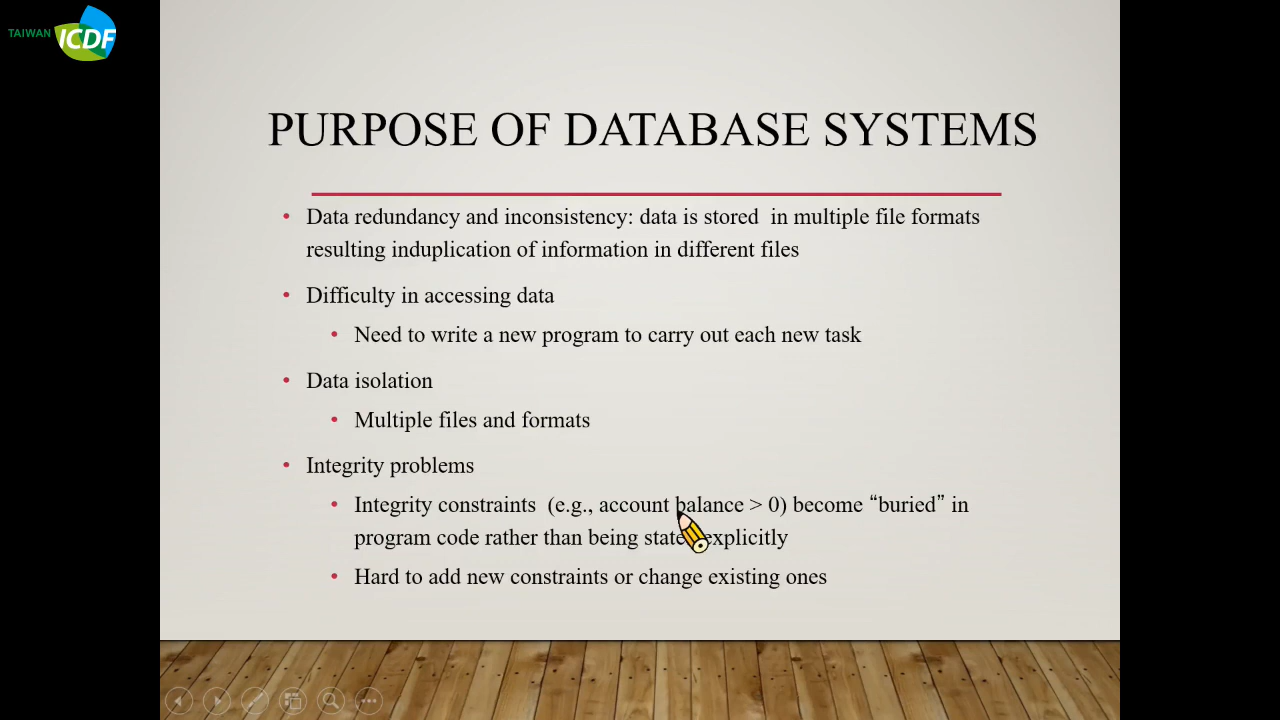 TAIWAN ICDF
PURPOSE OF DATABASE SYSTEMS
• Data redundancy and inconsistency: data is stored  in multiple file formats
resulting induplication of information in different files
• Difficulty in accessing data
• Need to write a new program to carry out each new task
• Data isolation
• Multiple files and formats
• Integrity problems
• Integrity constraints  (e.g., account balance > 0) become “buried” in
program code rather than being state explicitly
• Hard to add new constraints or change existing ones